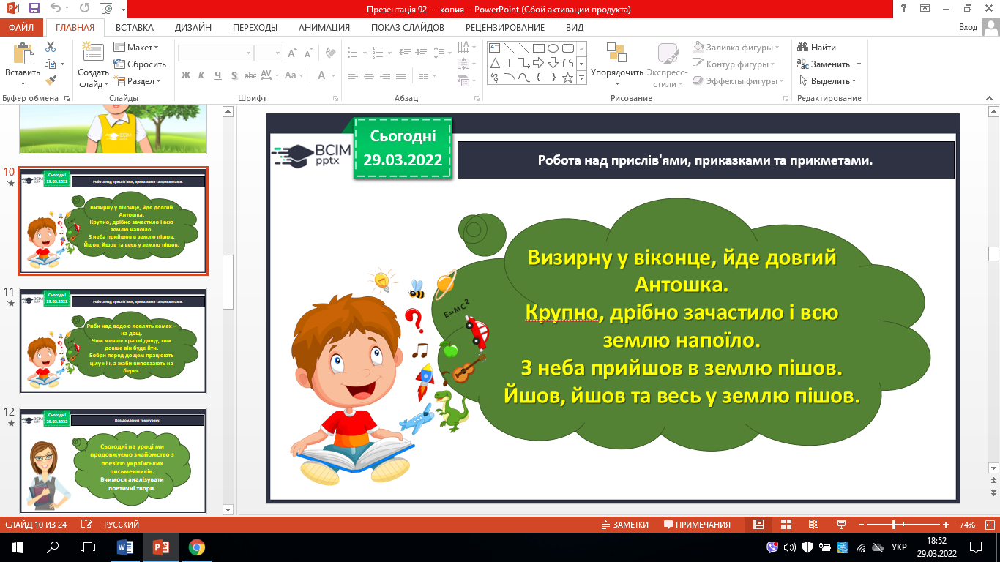 Презентація 92 — копия - PowerPoint (Сбой активации продукта)
ФАЙЛ ГЛАВНАЯ ВСТАВКА ДИЗАЙН ПЕРЕХОДЫ АНИМАЦИЯ ПОКАЗ СЛАЙДОВ РЕЦЕНЗИРОВАНИЕ ВИД Вход
Вставить
Буфер обмена
Создать слайд
Макет
Сбросить
Раздел
Слайды
Ж К Ч S abc AV Aa А
Шрифт
Абзац
Упорядочить
Экспресс-стили
Заливка фигуры
Контур фигуры
Эффекты фигуры
Рисование
Найти
Заменить
Выделить
Редактирование
ВСІМ
10
Сьогодні
29.03.2022
Робота над прислів'ями, приказками та прикметами.
Визирну у віконце, йде довгий
Антошка.
Крупно, дрібно зачастило і всю
землю напоїло.
З неба прийшов в землю пішов.
Йшов, йшов та весь у землю пішов.
11
Сьогодні
29.03.2022
Робота над прислів'ями, приказками та прикметами.
Риби над водою ловлять комах –
на дощ.
Чим менше краплі дощу, тим
довше він буде йти.
Бобри перед дощем працюють
цілу ніч, а жаби виповзають на
берег.
12
Сьогодні
29.03.2022
Повідомлення теми уроку.
Сьогодні на уроці ми
продовжуємо знайомство з
поезією українських
письменників.
Вчимося аналізувати
поетичні твори.
ВСІМ
pptx
Сьогодні
29.03.2022
Робота над прислів'ями, приказками та прикметами.
E=MC²
Визирну у віконце, йде довгий
Антошка.
Крупно, дрібно зачастило і всю
землю напоїло.
З неба прийшов в землю пішов.
Йшов, йшов та весь у землю пішов.
СЛАЙД 10 ИЗ 24 РУССКИЙ ЗАМЕТКИ ПРИМЕЧАНИЯ 74%
УКР
18:52
29.03.2022